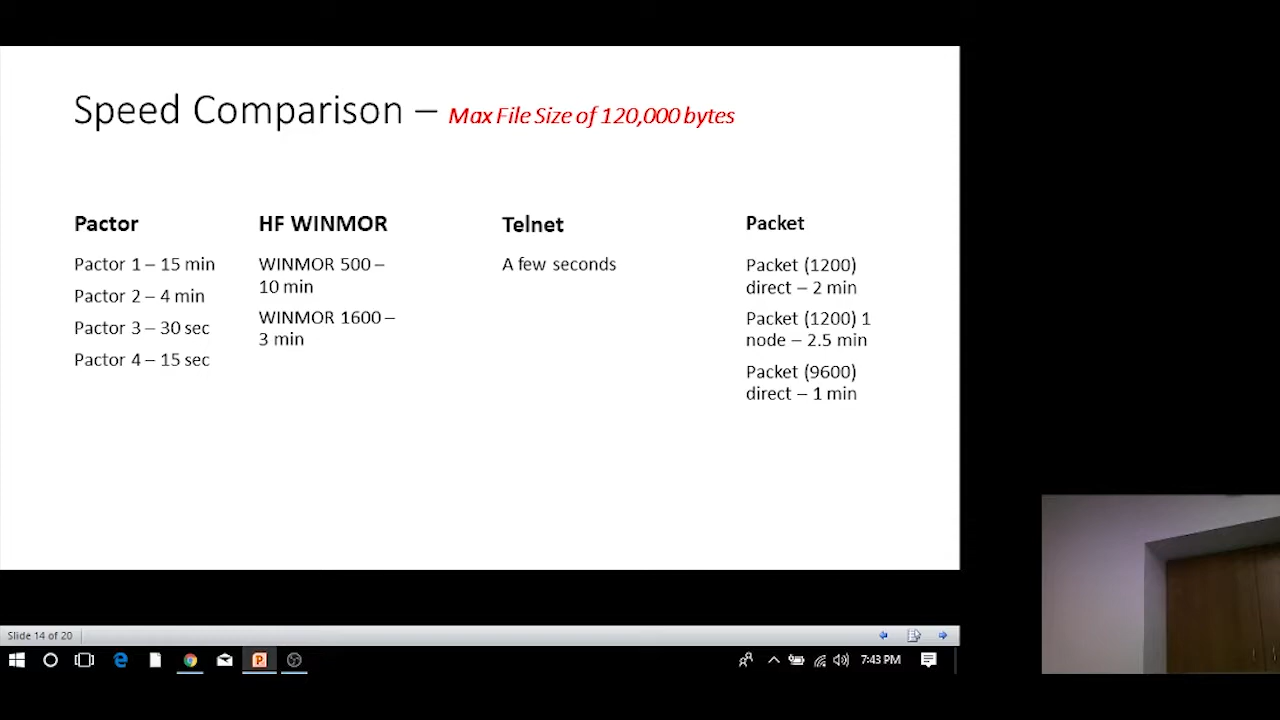 Speed Comparison – Max File Size of 120,000 bytes
Pactor
Pactor 1 – 15 min
Pactor 2 – 4 min
Pactor 3 – 30 sec
Pactor 4 – 15 sec
HF WINMOR
WINMOR 500 –
10 min
WINMOR 1600 –
3 min
Telnet
A few seconds
Packet
Packet (1200)
direct – 2 min
Packet (1200) 1
node – 2.5 min
Packet (9600)
direct – 1 min
Slide 14 of 20
7:43 PM